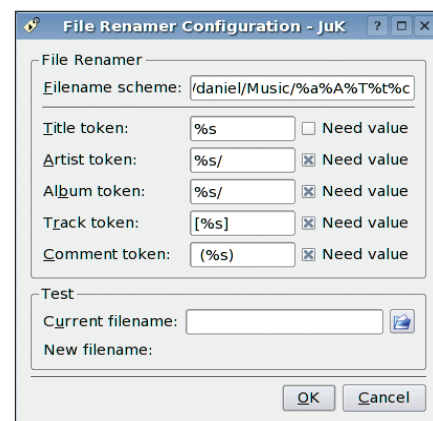 File Renamer Configuration – JuK ?
File Renamer
Filename scheme: /daniel/Music/%a%A%T%t%c
Title token: %s Need value
Artist token: %s/ Need value
Album token: %s/ Need value
Track token: [%s] Need value
Comment token: (%s) Need value
Test
Current filename:
New filename:
OK Cancel